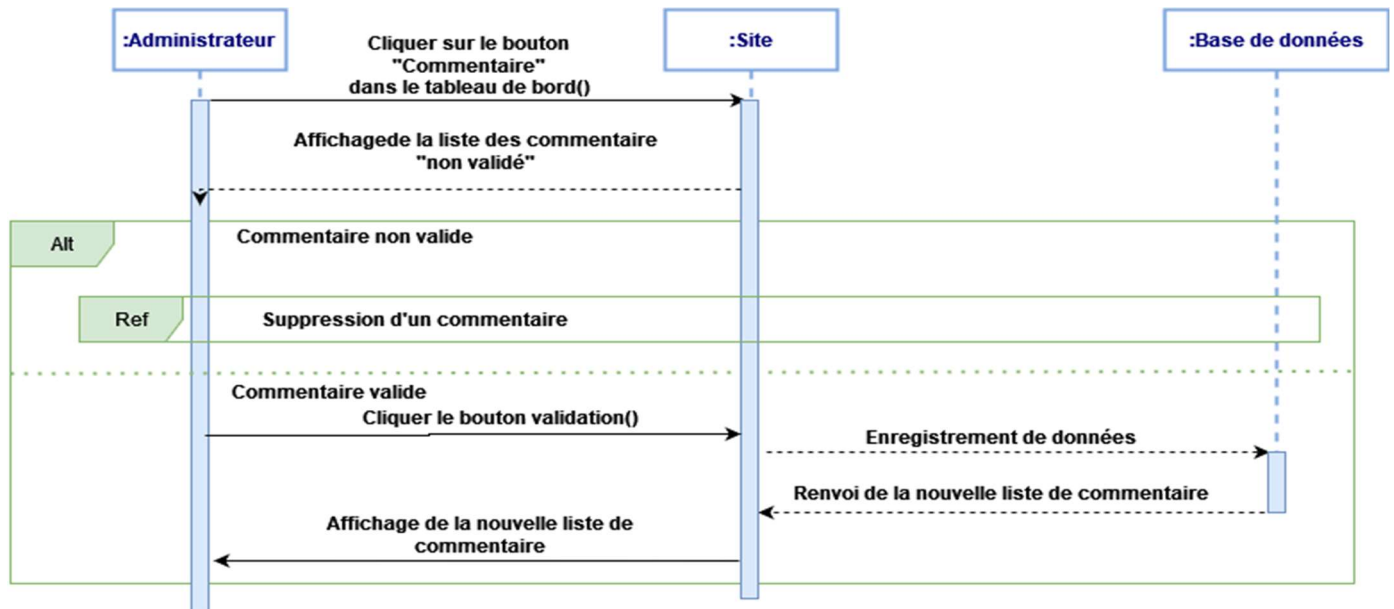 :Administrateur
:Site
:Base de données
Cliquer sur le bouton
"Commentaire"
dans le tableau de bord()
Affichagede la liste des commentaire
"non validé"
Alt
Commentaire non valide
Ref
Suppression d'un commentaire
Commentaire valide
Cliquer le bouton validation()
Enregistrement de données
Renvoi de la nouvelle liste de commentaire
Affichage de la nouvelle liste de
commentaire